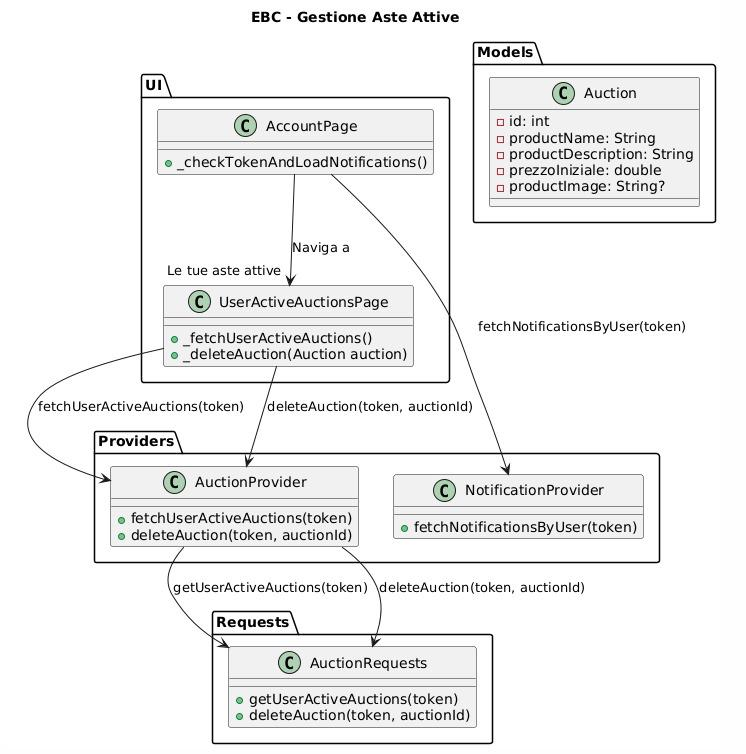 EBC - Gestione Aste Attive
Models
C Auction
id: int
productName: String
productDescription: String
prezzoIniziale: double
productImage: String?
UI
C AccountPage
_checkTokenAndLoadNotifications()
Naviga a
Le tue aste attive
C UserActiveAuctionsPage
_fetchUserActiveAuctions()
_deleteAuction(Auction auction)
fetchNotificationsByUser(token)
fetchUserActiveAuctions(token)
deleteAuction(token, auctionId)
Providers
C AuctionProvider
fetchUserActiveAuctions(token)
deleteAuction(token, auctionId)
C NotificationProvider
fetchNotificationsByUser(token)
getUserActiveAuctions(token)
deleteAuction(token, auctionId)
Requests
C AuctionRequests
getUserActiveAuctions(token)
deleteAuction(token, auctionId)